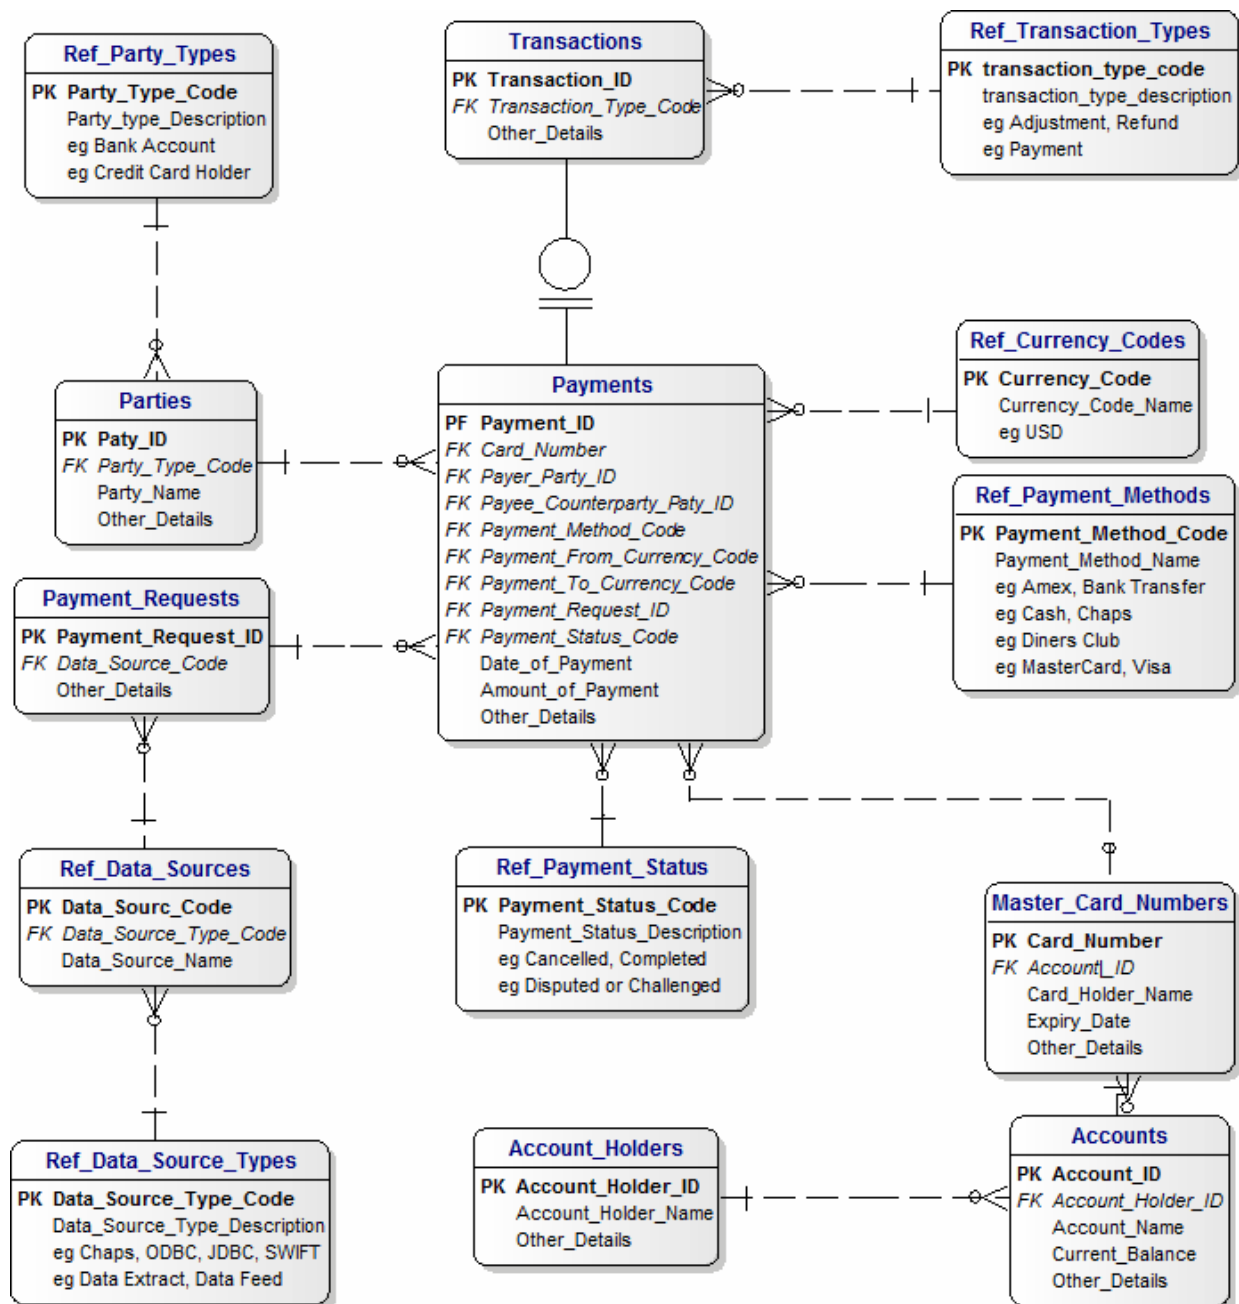 Ref_Party_Types
PK Party_Type_Code
Party_type_Description
eg Bank Account
eg Credit Card Holder
Transactions
PK Transaction_ID
FK Transaction_Type_Code
Other_Details
Ref_Transaction_Types
PK transaction_type_code
transaction_type_description
eg Adjustment, Refund
eg Payment
Parties
PK Paty_ID
FK Party_Type_Code
Party_Name
Other_Details
Payments
PF Payment_ID
FK Card_Number
FK Payer_Party_ID
FK Payee_Counterparty_Paty_ID
FK Payment_Method_Code
FK Payment_From_Currency_Code
FK Payment_To_Currency_Code
FK Payment_Request_ID
FK Payment_Status_Code
Date_of_Payment
Amount_of_Payment
Other_Details
Ref_Currency_Codes
PK Currency_Code
Currency_Code_Name
eg USD
Ref_Payment_Methods
PK Payment_Method_Code
Payment_Method_Name
eg Amex, Bank Transfer
eg Cash, Chaps
eg Diners Club
eg MasterCard, Visa
Payment_Requests
PK Payment_Request_ID
FK Data_Source_Code
Other_Details
Ref_Data_Sources
PK Data_Sourc_Code
FK Data_Source_Type_Code
Data_Source_Name
Ref_Payment_Status
PK Payment_Status_Code
Payment_Status_Description
eg Cancelled, Completed
eg Disputed or Challenged
Master_Card_Numbers
PK Card_Number
FK Account|_ID
Card_Holder_Name
Expiry_Date
Other_Details
Ref_Data_Source_Types
PK Data_Source_Type_Code
Data_Source_Type_Description
eg Chaps, ODBC, JDBC, SWIFT
eg Data Extract, Data Feed
Account_Holders
PK Account_Holder_ID
Account_Holder_Name
Other_Details
Accounts
PK Account_ID
FK Account_Holder_ID
Account_Name
Current_Balance
Other_Details